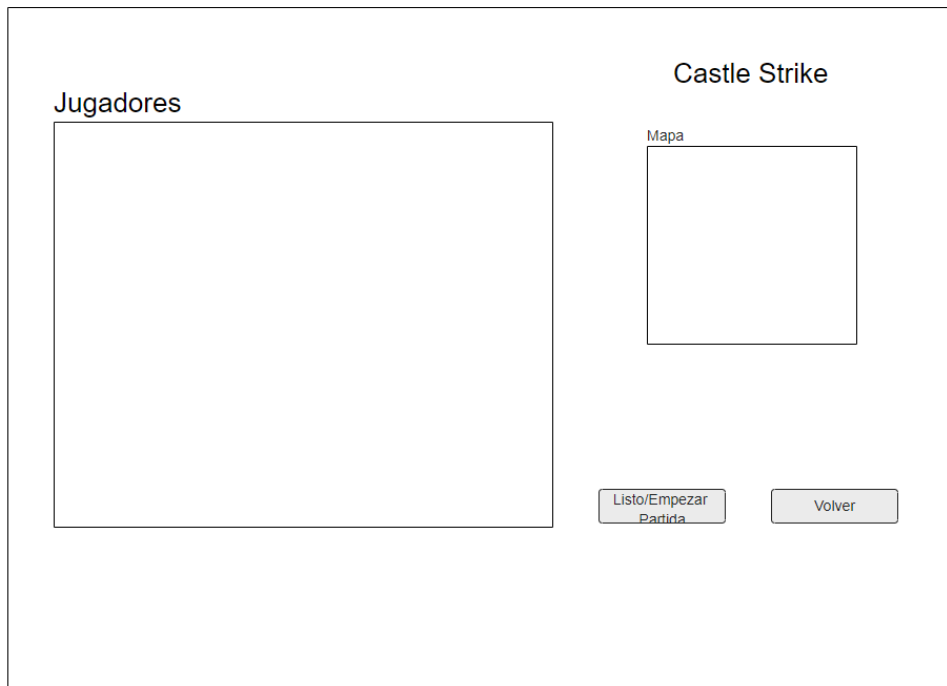 Castle Strike
Jugadores
Mapa
Listo/Empezar
Partida
Volver